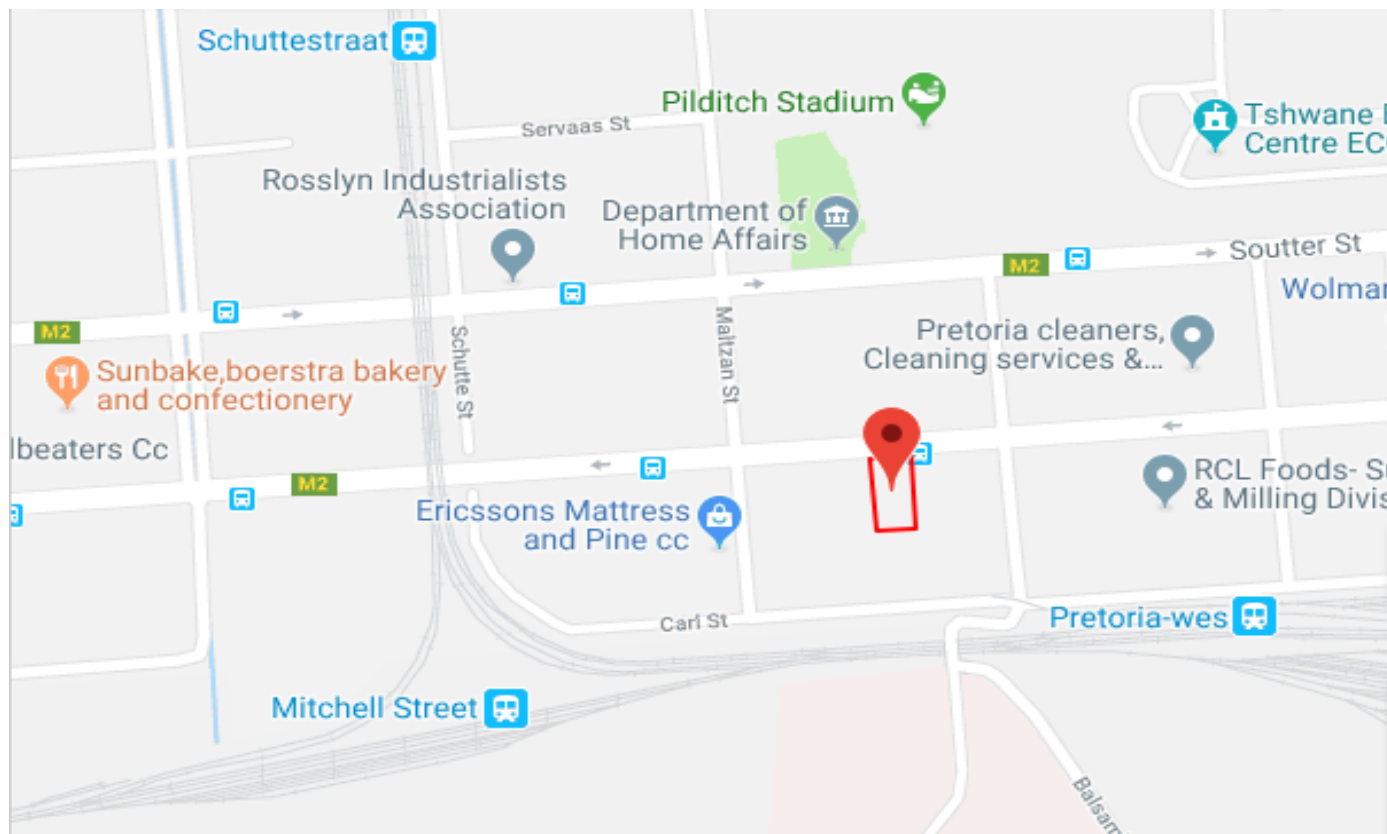 Schuttestraat
Pilditch Stadium
Servaas St
Tshwane
Centre
Rosslyn Industrialists
Association
Department of
Home Affairs
Soutter St
M2
Wolmar
M2
Maltzan St
Schutte St
Pretoria cleaners,
Cleaning services &...
Sunbake,boerstra bakery
and confectionery
lbeaters Cc
M2
RCL Foods-
& Milling
Ericssons Mattress
and Pine cc
Carl St
Pretoria-wes
Mitchell Street
Balsam